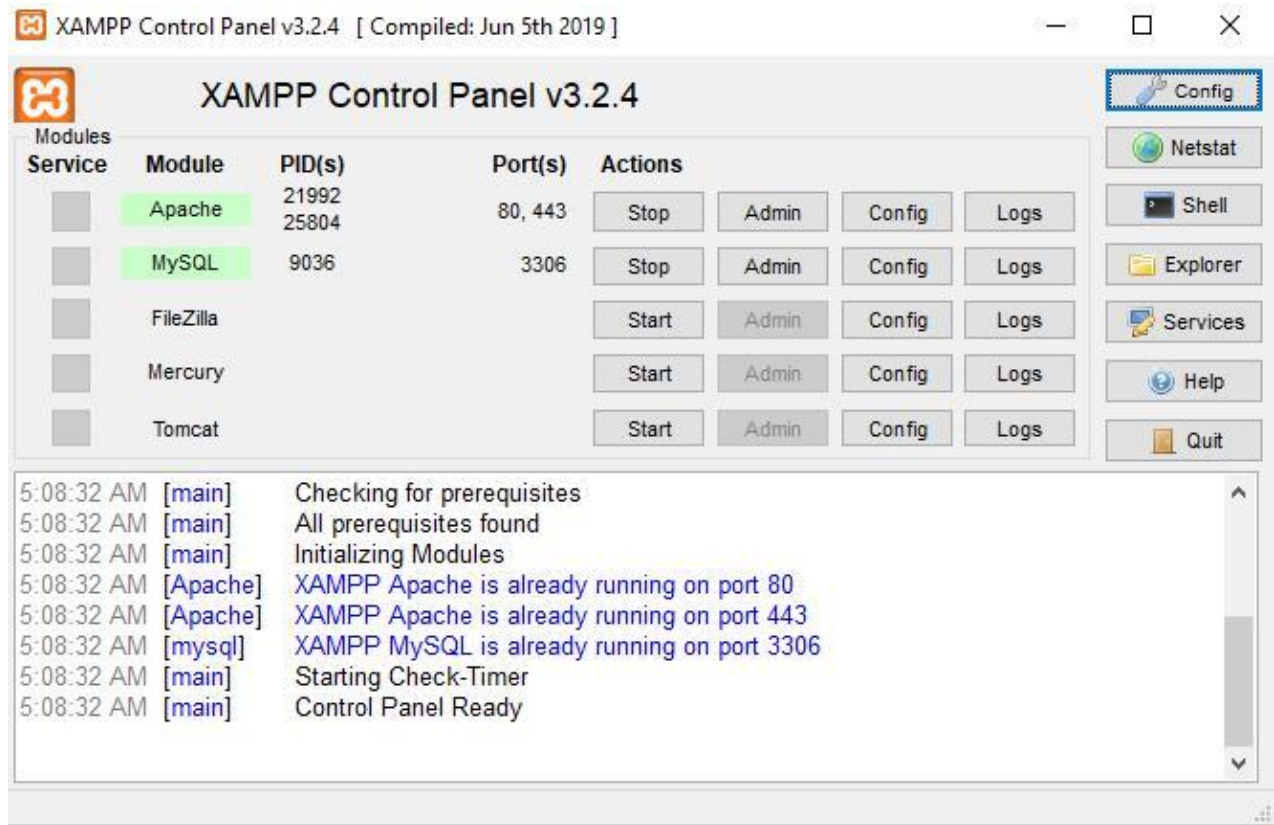 XAMPP Control Panel v3.2.4 [ Compiled: Jun 5th 2019 ]
XAMPP Control Panel v3.2.4
Config
Modules
Netstat
Service Module PID(s) Port(s) Actions
Apache 21992 25804 80, 443 Stop Admin Config Logs
Shell
MySQL 9036 3306 Stop Admin Config Logs
Explorer
FileZilla Start Admin Config Logs
Services
Mercury Start Admin Config Logs
Help
Tomcat Start Admin Config Logs
Quit
5:08:32 AM [main] Checking for prerequisites
5:08:32 AM [main] All prerequisites found
5:08:32 AM [main] Initializing Modules
5:08:32 AM [Apache] XAMPP Apache is already running on port 80
5:08:32 AM [Apache] XAMPP Apache is already running on port 443
5:08:32 AM [mysql] XAMPP MySQL is already running on port 3306
5:08:32 AM [main] Starting Check-Timer
5:08:32 AM [main] Control Panel Ready